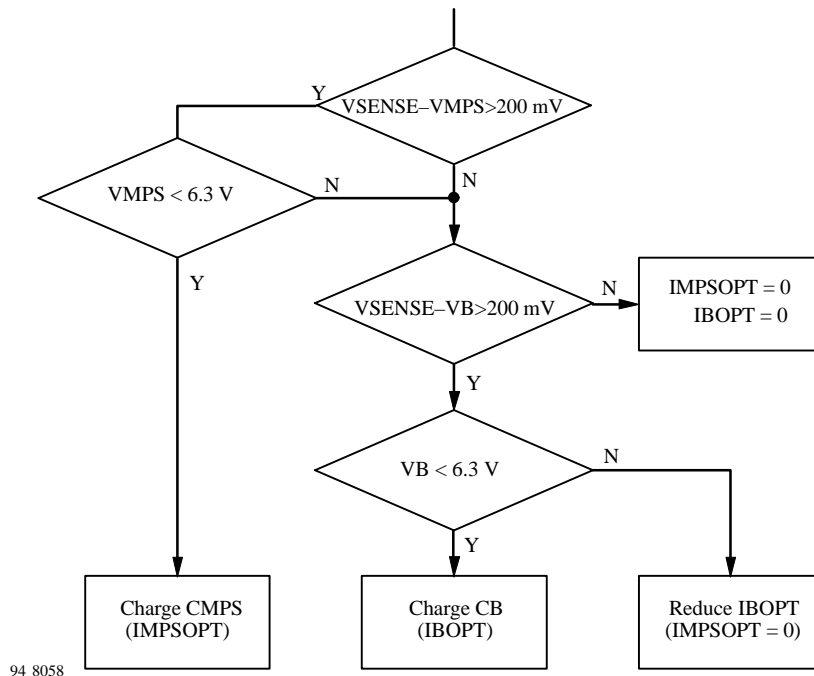 VSENSE–VMPS>200 mV
Y
N
VMPS < 6.3 V
N
Y
VSENSE–VB>200 mV
N
Y
IMPSOPT = 0
IBOPT = 0
VB < 6.3 V
N
Y
Charge CMPS
(IMPSOPT)
Charge CB
(IBOPT)
Reduce IBOPT
(IMPSOPT = 0)
94 8058